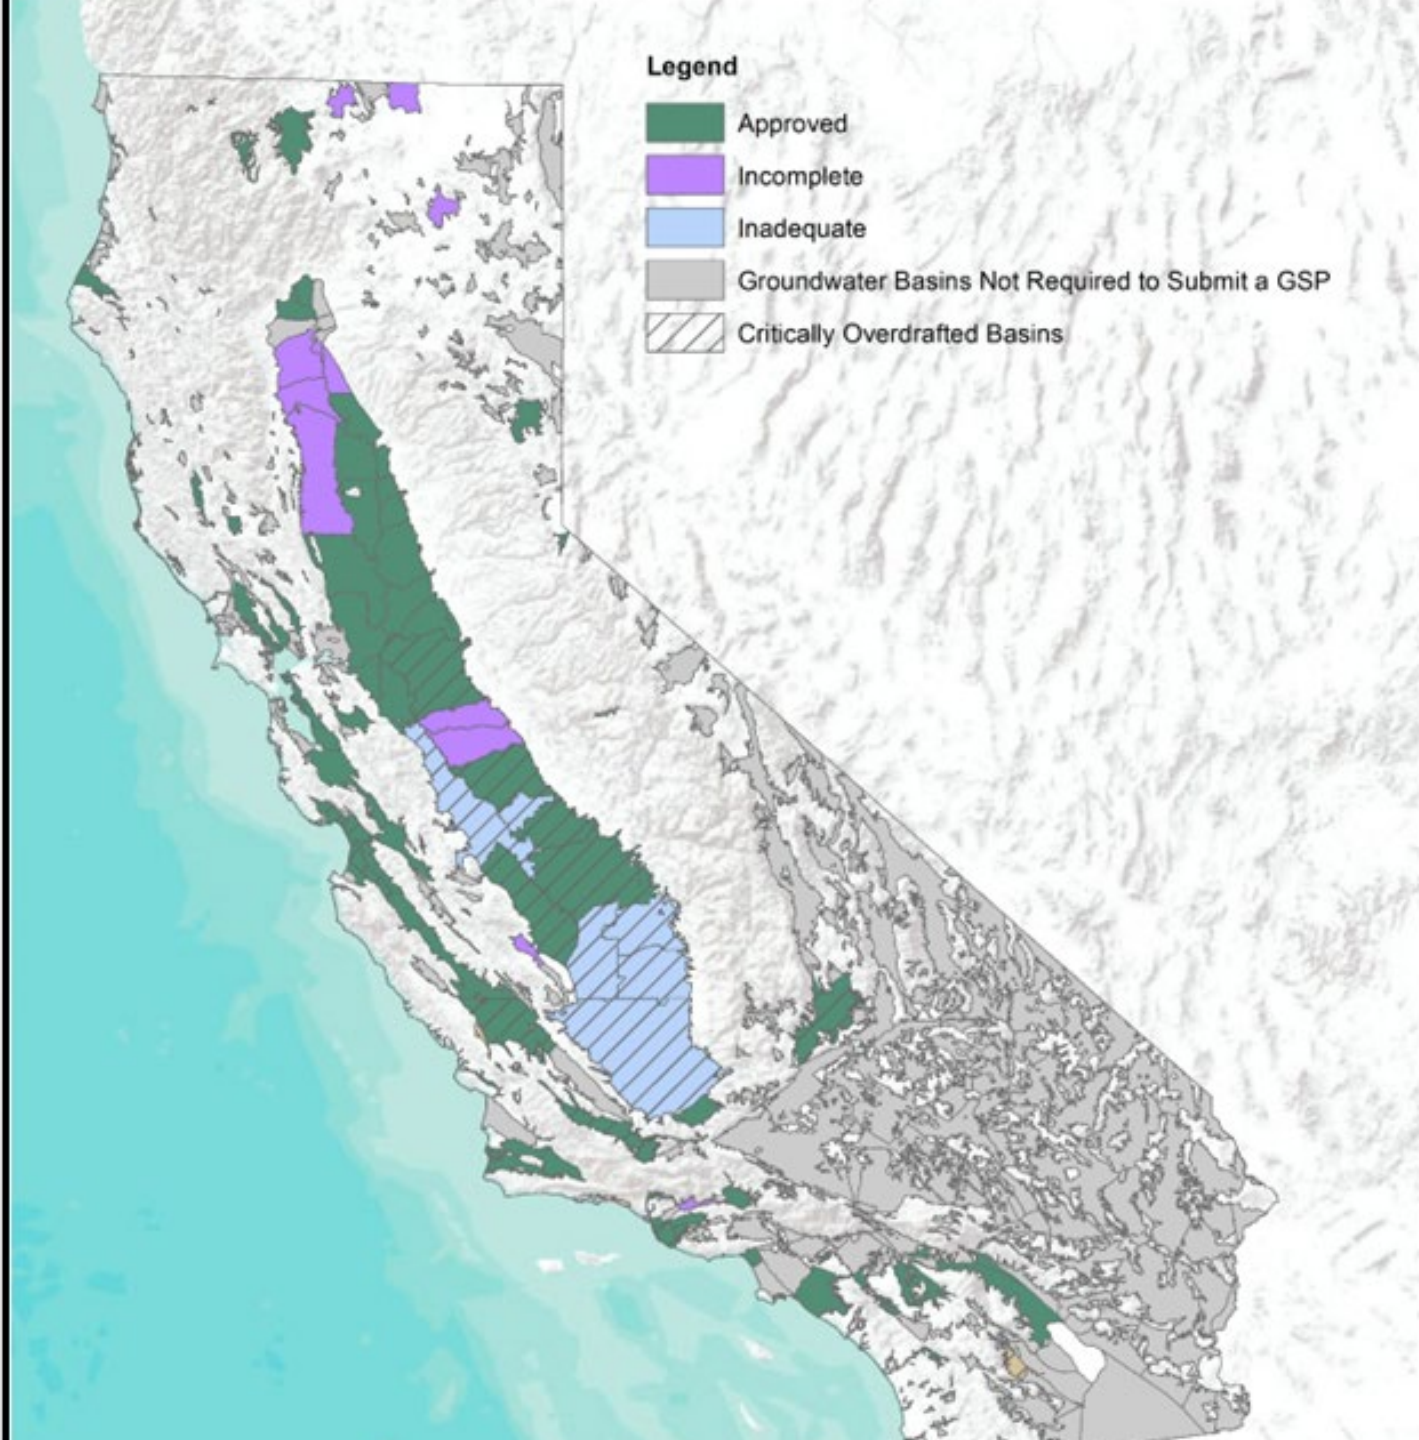 Legend
Approved
Incomplete
Inadequate
Groundwater Basins Not Required to Submit a GSP
Critically Overdrafted Basins